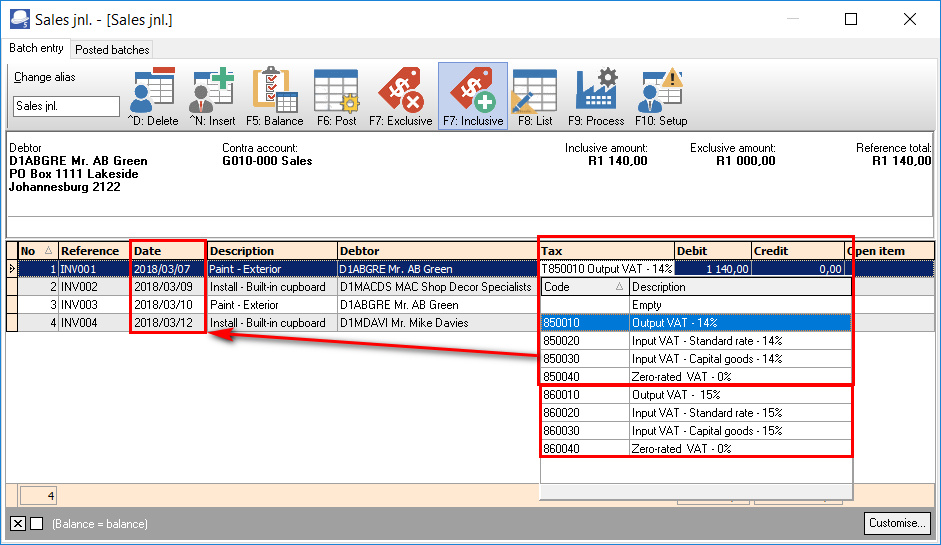 Sales jnl. - [Sales jnl.]
Batch entry Posted batches
Change alias
Sales jnl.
^D: Delete ^N: Insert F5: Balance F6: Post F7: Exclusive F7: Inclusive F8: List F9: Process F10: Setup
Debtor Contra account: Inclusive amount: Exclusive amount: Reference total:
D1ABGRE Mr. AB Green G010-000 Sales R1 140,00 R1 000,00 R1 140,00
PO Box 1111 Lakeside
Johannesburg 2122
No Reference Date Description Debtor Tax Debit Credit Open item
1 INV001 2018/03/07 Paint - Exterior D1ABGRE Mr. AB Green T850010 Output VAT - 14% 1 140,00 0,00
2 INV002 2018/03/09 Install - Built-in cupboard D1MACDS MAC Shop Decor Specialists
3 INV003 2018/03/10 Paint - Exterior D1ABGRE Mr. AB Green
4 INV004 2018/03/12 Install - Built-in cupboard D1MDAVI Mr. Mike Davies
Code Description
Empty
850010 Output VAT - 14%
850020 Input VAT - Standard rate - 14%
850030 Input VAT - Capital goods - 14%
850040 Zero-rated VAT - 0%
860010 Output VAT - 15%
860020 Input VAT - Standard rate - 15%
860030 Input VAT - Capital goods - 15%
860040 Zero-rated VAT - 0%
4
(Balance = balance)
Customise...